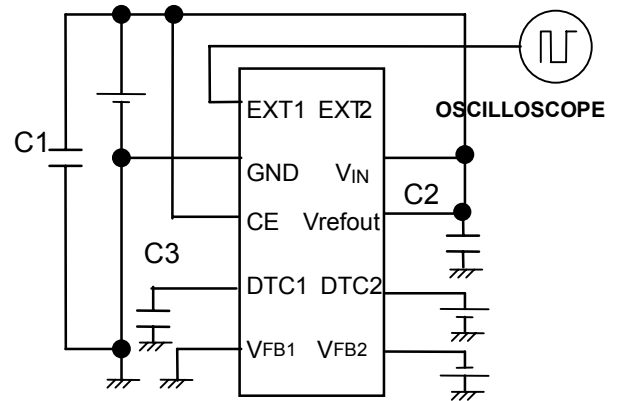 EXT1 EXT2
OSCILLOSCOPE
C1
GND VIN
C2
CE Vrefout
C3
DTC1 DTC2
VFB1 VFB2